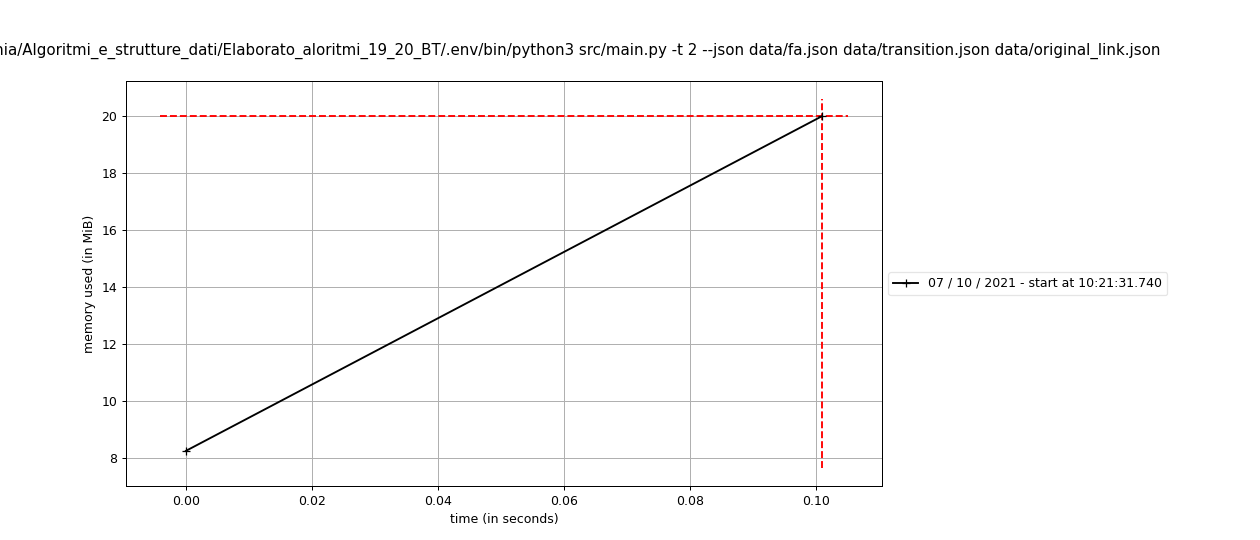 /Algoritmi_e_strutture_dati/Elaborato_aloritmi_19_20_BT/.env/bin/python3 src/main.py -t 2 --json data/fa.json data/transition.json data/original_link.json
20
18
16
14
12
10
8
memory used (in MiB)
07 / 10 / 2021 - start at 10:21:31.740
0.00 0.02 0.04 0.06 0.08 0.10
time (in seconds)